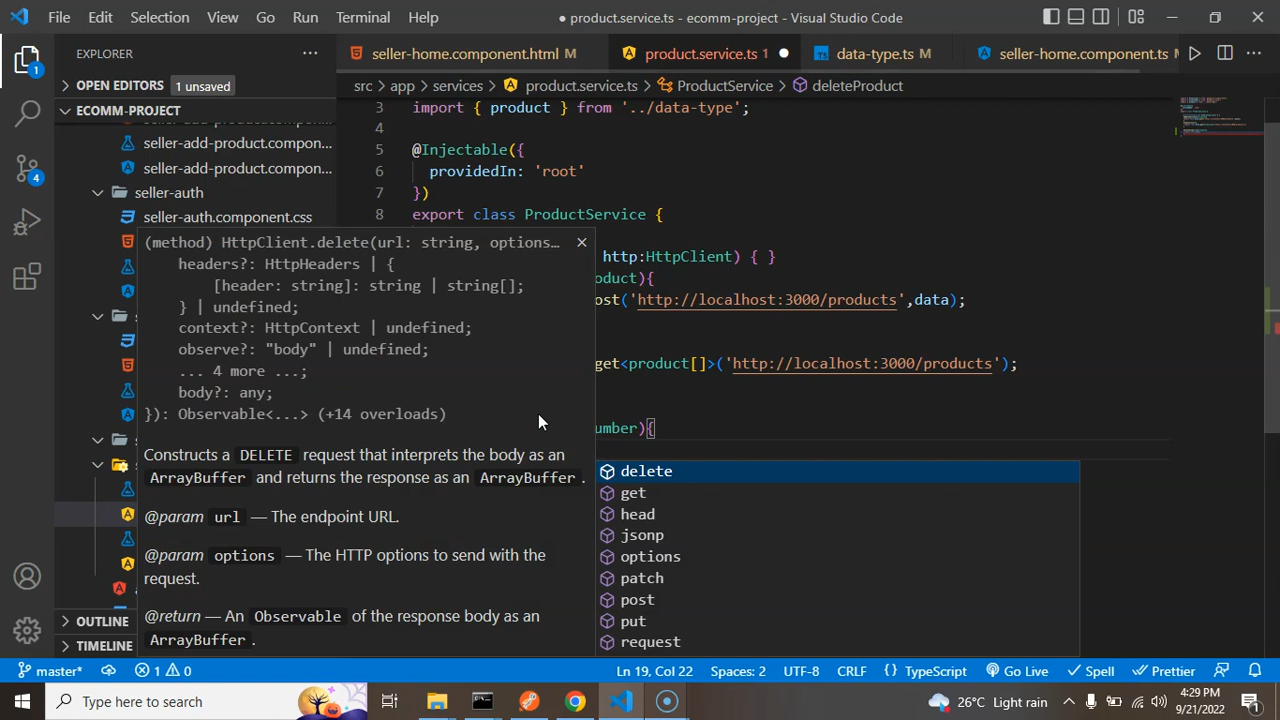 File Edit Selection View Go Run Terminal Help
● product.service.ts - ecomm-project - Visual Studio Code
EXPLORER
seller-home.component.html M
product.service.ts 1
data-type.ts M
seller-home.component.ts M
OPEN EDITORS 1 unsaved
src > app > services > product.service.ts > ProductService > deleteProduct
ECOMM-PROJECT
3 import { product } from '../data-type';
4
seller-add-product.compon...
5 @Injectable({
seller-add-product.compon...
6 providedIn: 'root'
seller-auth
7 })
seller-auth.component.css
8 export class ProductService {
(method) HttpClient.delete(url: string, options...
http:HttpClient) { }
headers?: HttpHeaders | {
oduct){
[header: string]: string | string[];
ost('http://localhost:3000/products',data);
} | undefined;
context?: HttpContext | undefined;
observe?: "body" | undefined;
get<product[]>('http://localhost:3000/products');
... 4 more ...;
body?: any;
}): Observable<...> (+14 overloads)
umber){
Constructs a DELETE request that interprets the body as an
ArrayBuffer and returns the response as an ArrayBuffer.
@param url — The endpoint URL.
@param options — The HTTP options to send with the
request.
@return — An Observable of the response body as an
ArrayBuffer.
delete
get
head
jsonp
options
patch
post
put
request
OUTLINE
TIMELINE
master* 1 0 Ln 19, Col 22 Spaces: 2 UTF-8 CRLF { } TypeScript Go Live Spell Prettier
Type here to search
26°C Light rain
4:29 PM
9/21/2022